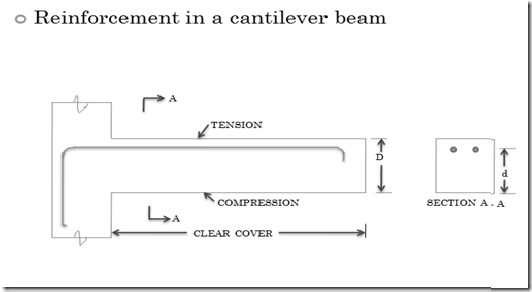 Reinforcement in a cantilever beam
A
TENSION
D
d
COMPRESSION
SECTION A - A
A
CLEAR COVER